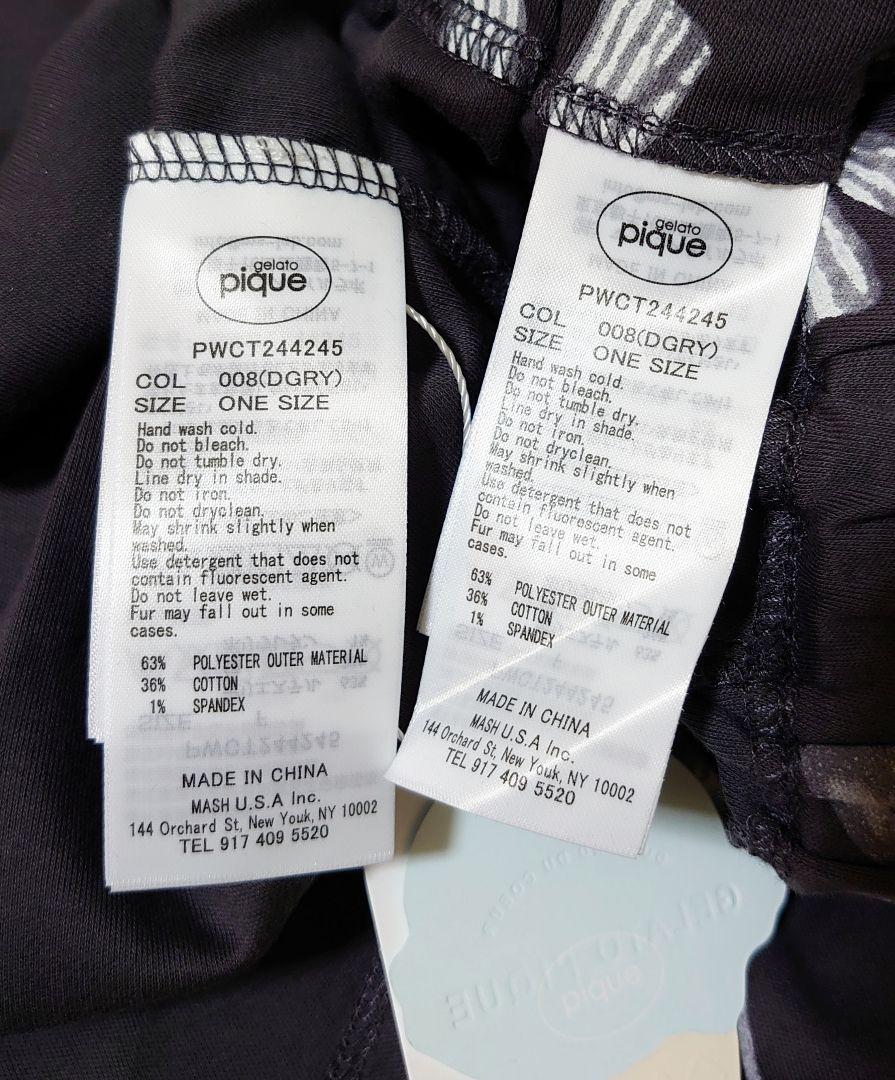 gelato
pique
PWCT244245
COL 008(DGRY)
SIZE ONE SIZE
Hand wash cold.
Do not bleach.
Do not tumble dry.
Line dry in shade.
Do not iron.
Do not dryclean.
May shrink slightly when
washed.
Use detergent that does not
contain fluorescent agent.
Do not leave wet.
Fur may fall out in some
cases.
63% POLYESTER OUTER MATERIAL
36% COTTON
1% SPANDEX
MADE IN CHINA
MASH U.S.A Inc.
144 Orchard St, New Youk, NY 10002
TEL 917 409 5520
gelato
pique
PWCT244245
COL 008(DGRY)
SIZE ONE SIZE
Hand wash cold.
Do not bleach.
Do not tumble dry.
Line dry in shade.
Do not iron.
Do not dryclean.
May shrink slightly when
washed.
Use detergent that does not
contain fluorescent agent.
Do not leave wet.
Fur may fall out in some
cases.
63% POLYESTER OUTER MATERIAL
36% COTTON
1% SPANDEX
MADE IN CHINA
MASH U.S.A Inc.
144 Orchard St, New Youk, NY 10002
TEL 917 409 5520
pique